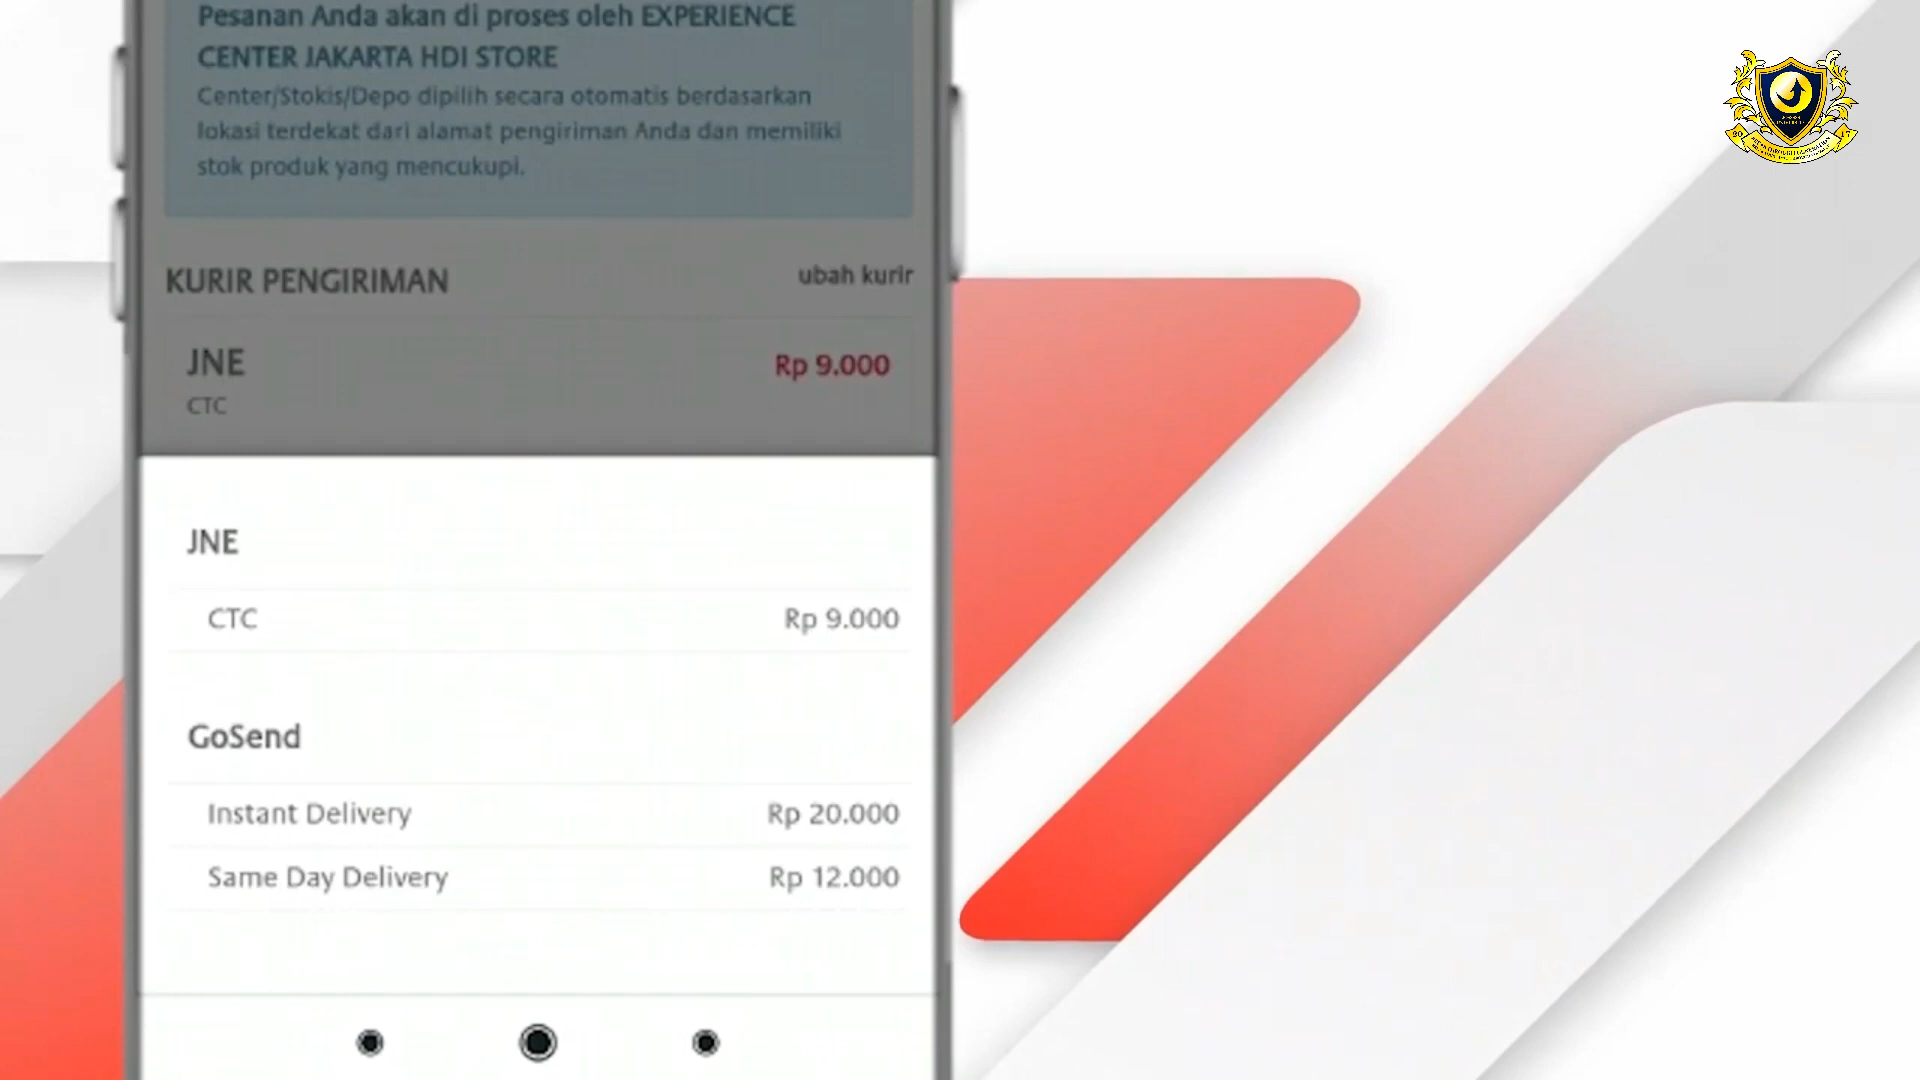 Pesanan Anda akan di proses oleh EXPERIENCE
CENTER JAKARTA HDI STORE
Center/Stokis/Depo dipilih secara otomatis berdasarkan
lokasi terdekat dari alamat pengiriman Anda dan memiliki
stok produk yang mencukupi.
KURIR PENGIRIMAN
ubah kurir
JNE
Rp 9.000
CTC
JNE
CTC
Rp 9.000
GoSend
Instant Delivery
Rp 20.000
Same Day Delivery
Rp 12.000